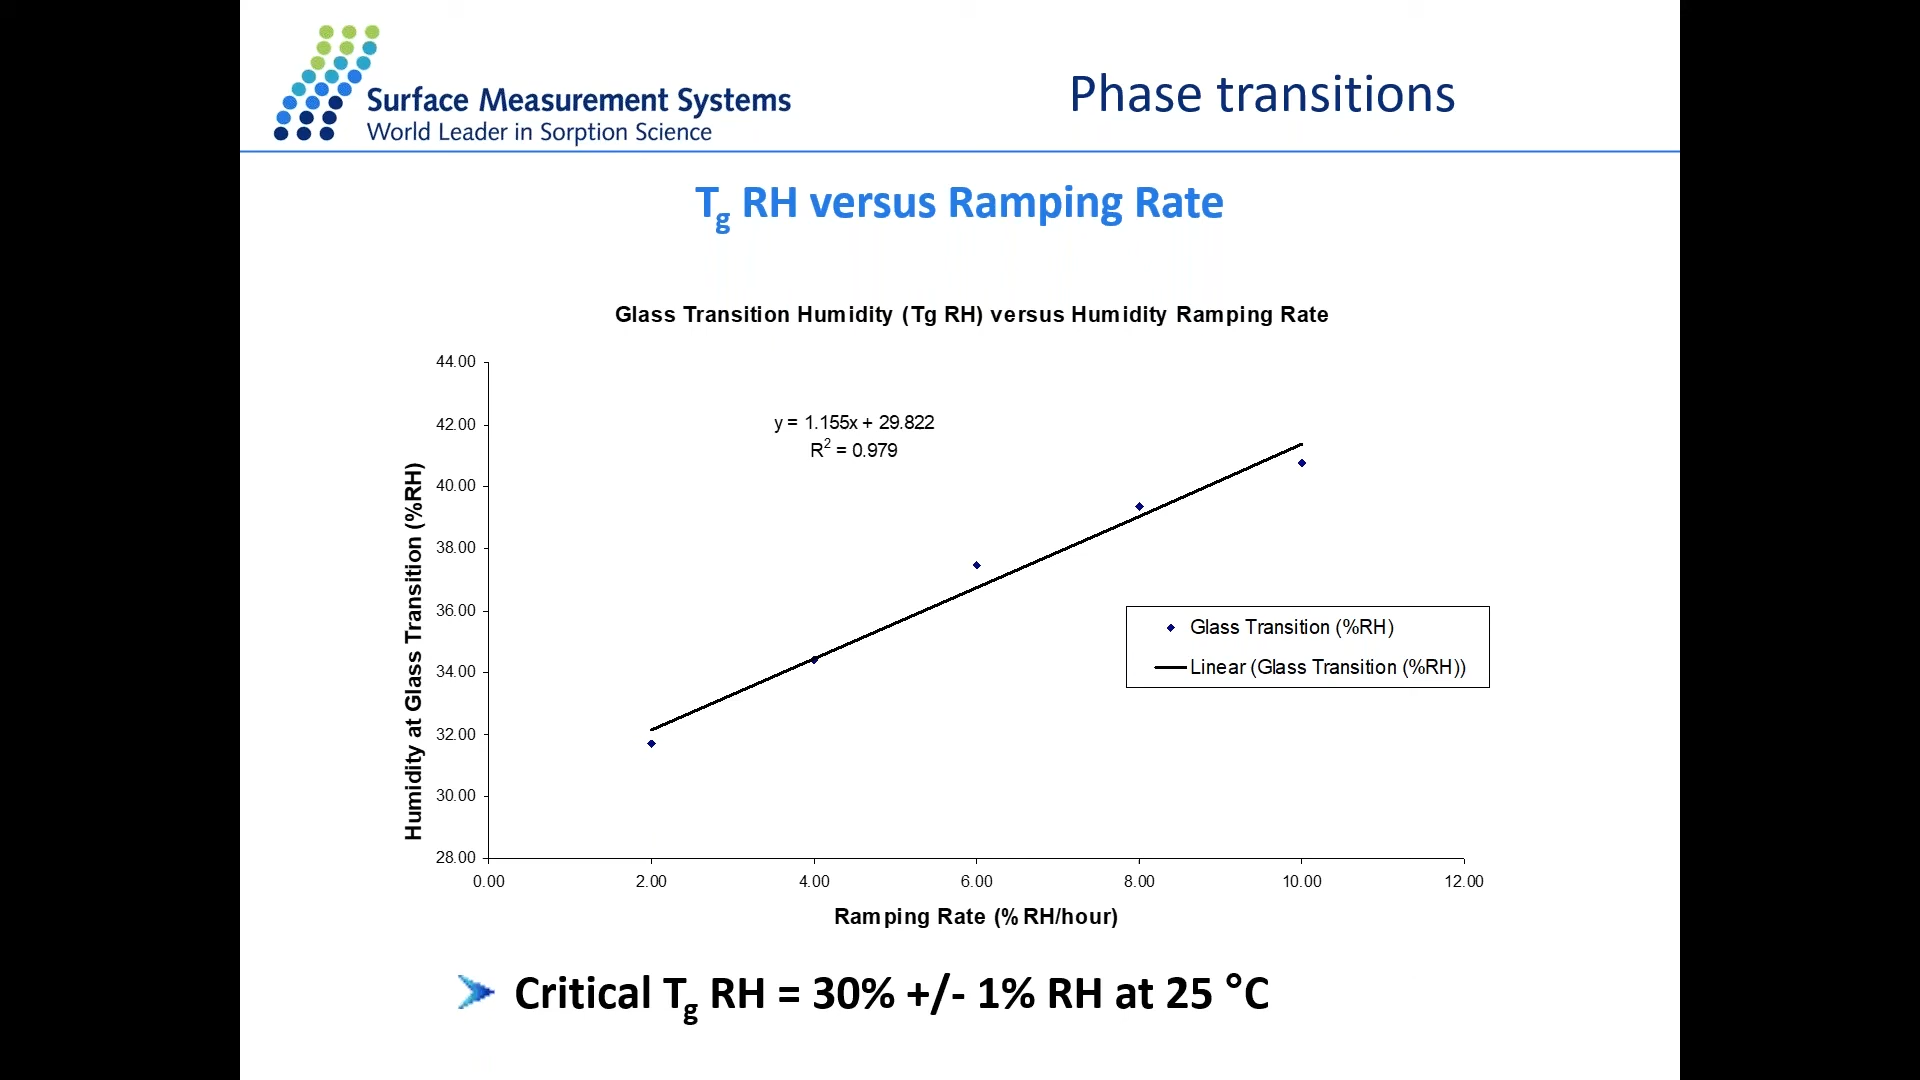 Surface Measurement Systems
World Leader in Sorption Science
Phase transitions
Tg RH versus Ramping Rate
Glass Transition Humidity (Tg RH) versus Humidity Ramping Rate
44.00
42.00
40.00
38.00
36.00
34.00
32.00
30.00
28.00
Humidity at Glass Transition (%RH)
y = 1.155x + 29.822
R² = 0.979
Glass Transition (%RH)
Linear (Glass Transition (%RH))
0.00 2.00 4.00 6.00 8.00 10.00 12.00
Ramping Rate (% RH/hour)
Critical Tg RH = 30% +/- 1% RH at 25 °C